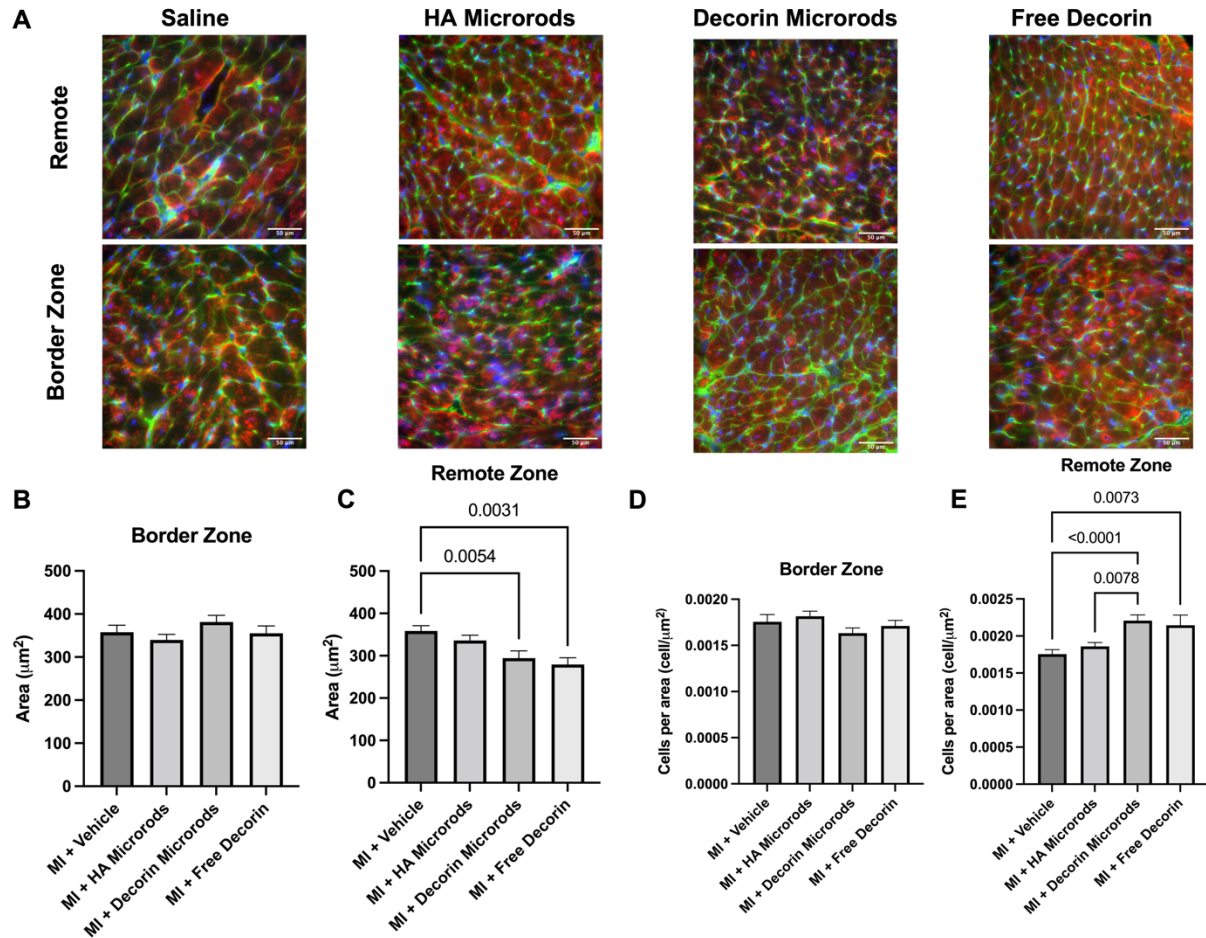 A
Saline
HA Microrods
Decorin Microrods
Free Decorin
Remote
50 µm
50 µm
50 µm
50 µm
Border Zone
50 µm
50 µm
50 µm
50 µm
B
Border Zone
Area (μm²)
500
400
300
200
100
0
MI + Vehicle
MI + HA Microrods
MI + Decorin Microrods
MI + Free Decorin
C
Remote Zone
0.0031
0.0054
Area (μm²)
500
400
300
200
100
0
MI + Vehicle
MI + HA Microrods
MI + Decorin Microrods
MI + Free Decorin
D
Border Zone
Cells per area (cell/μm²)
0.0020
0.0015
0.0010
0.0005
0.0000
MI + Vehicle
MI + HA Microrods
MI + Decorin Microrods
MI + Free Decorin
E
Remote Zone
0.0073
<0.0001
0.0078
Cells per area (cell/μm²)
0.0025
0.0020
0.0015
0.0010
0.0005
0.0000
MI + Vehicle
MI + HA Microrods
MI + Decorin Microrods
MI + Free Decorin